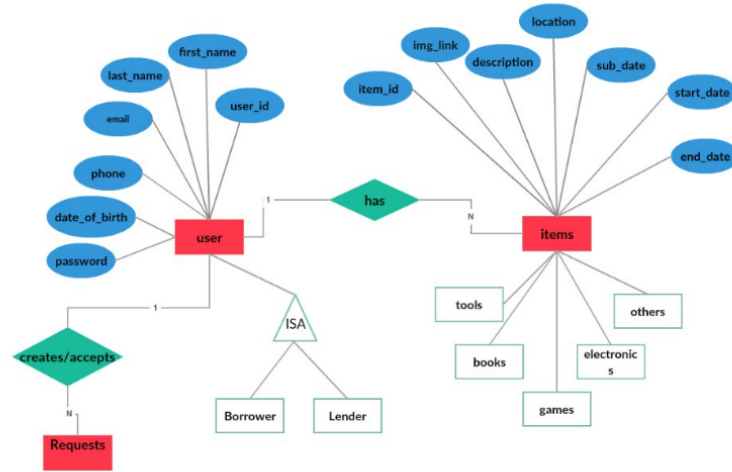 location
first_name
img_link
last_name
description
sub_date
item_id
user_id
start_date
email
end_date
phone
1
has
date_of_birth
N
user
items
password
tools
others
1
ISA
creates/accepts
books
electronic
s
N
Borrower
Lender
games
Requests